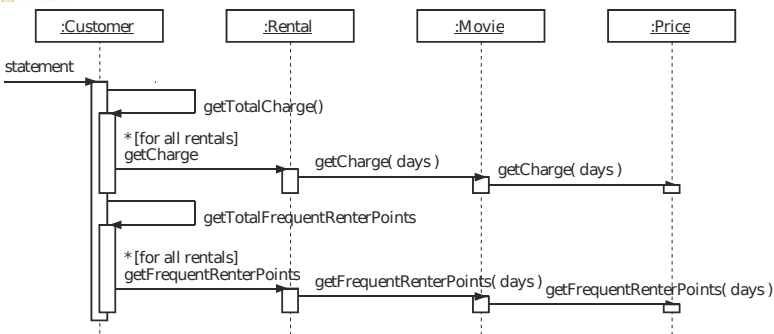 :Customer
:Rental
:Movie
:Price
statement
getTotalCharge()
* [for all rentals]
getCharge
getCharge( days )
getCharge( days )
getTotalFrequentRenterPoints
* [for all rentals]
getFrequentRenterPoints
getFrequentRenterPoints( days )
getFrequentRenterPoints( days )